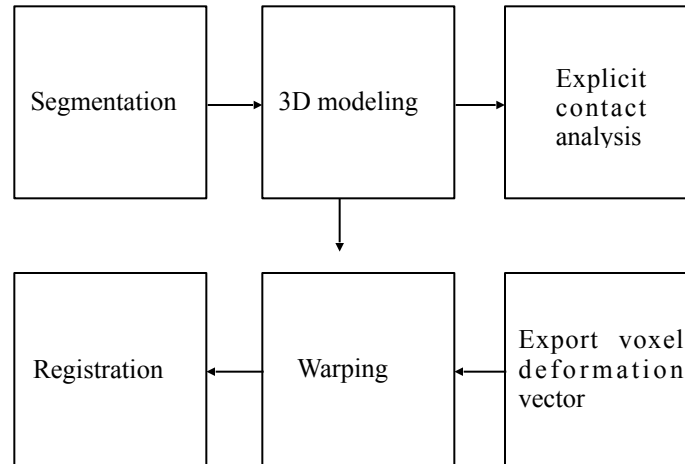 Segmentation
3D modeling
Explicit
contact
analysis
Registration
Warping
Export voxel
deformation
vector